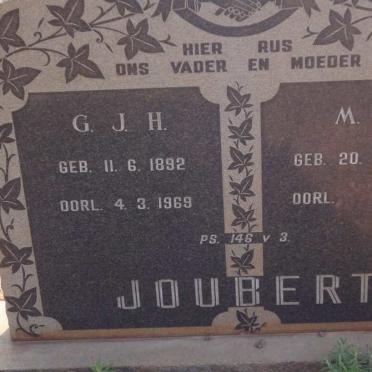 HIER RUS
ONS VADER EN MOEDER
G. J. H.
GEB. 11. 6. 1892
OORL. 4. 3. 1969
M.
GEB. 20.
OORL.
PS. 146 v 3.
JOUBERT